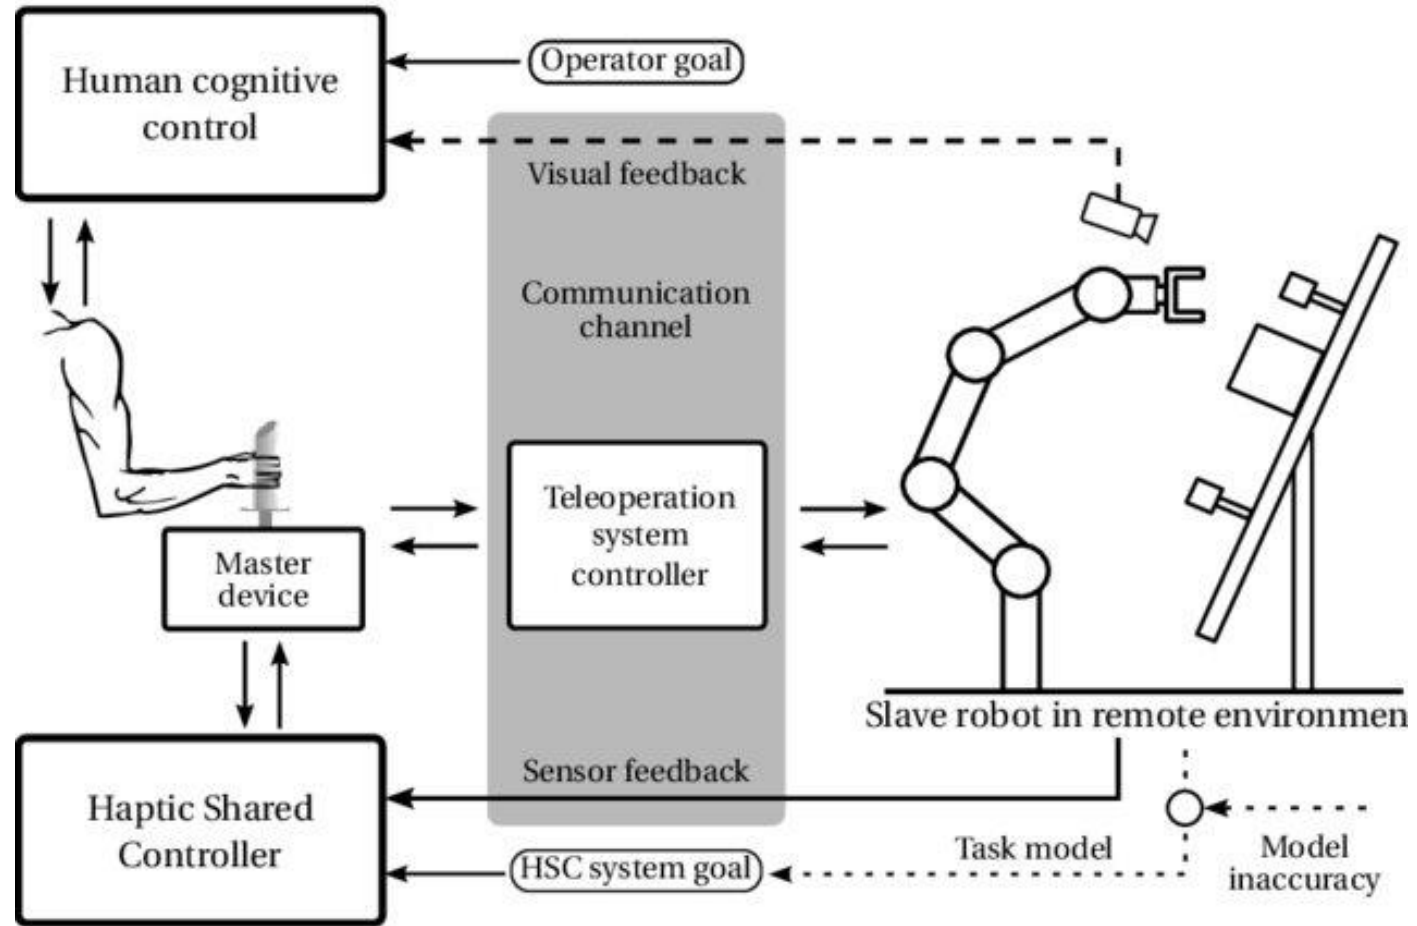 Human cognitive
control
Operator goal
Visual feedback
Communication
channel
Teleoperation
system
controller
Master
device
Slave robot in remote environmen
Sensor feedback
Haptic Shared
Controller
HSC system goal
Task model
Model
inaccuracy